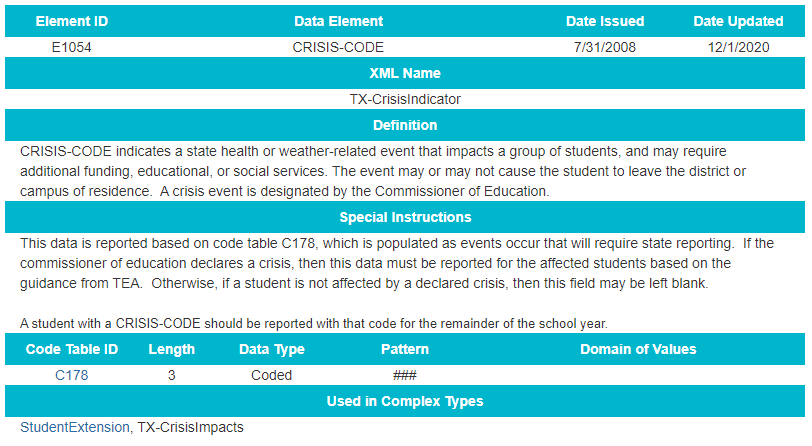 Element ID Data Element Date Issued Date Updated
E1054 CRISIS-CODE 7/31/2008 12/1/2020
XML Name
TX-CrisisIndicator
Definition
CRISIS-CODE indicates a state health or weather-related event that impacts a group of students, and may require
additional funding, educational, or social services. The event may or may not cause the student to leave the district or
campus of residence. A crisis event is designated by the Commissioner of Education.
Special Instructions
This data is reported based on code table C178, which is populated as events occur that will require state reporting. If the
commissioner of education declares a crisis, then this data must be reported for the affected students based on the
guidance from TEA. Otherwise, if a student is not affected by a declared crisis, then this field may be left blank.
A student with a CRISIS-CODE should be reported with that code for the remainder of the school year.
Code Table ID Length Data Type Pattern Domain of Values
C178 3 Coded ###
Used in Complex Types
StudentExtension, TX-CrisisImpacts